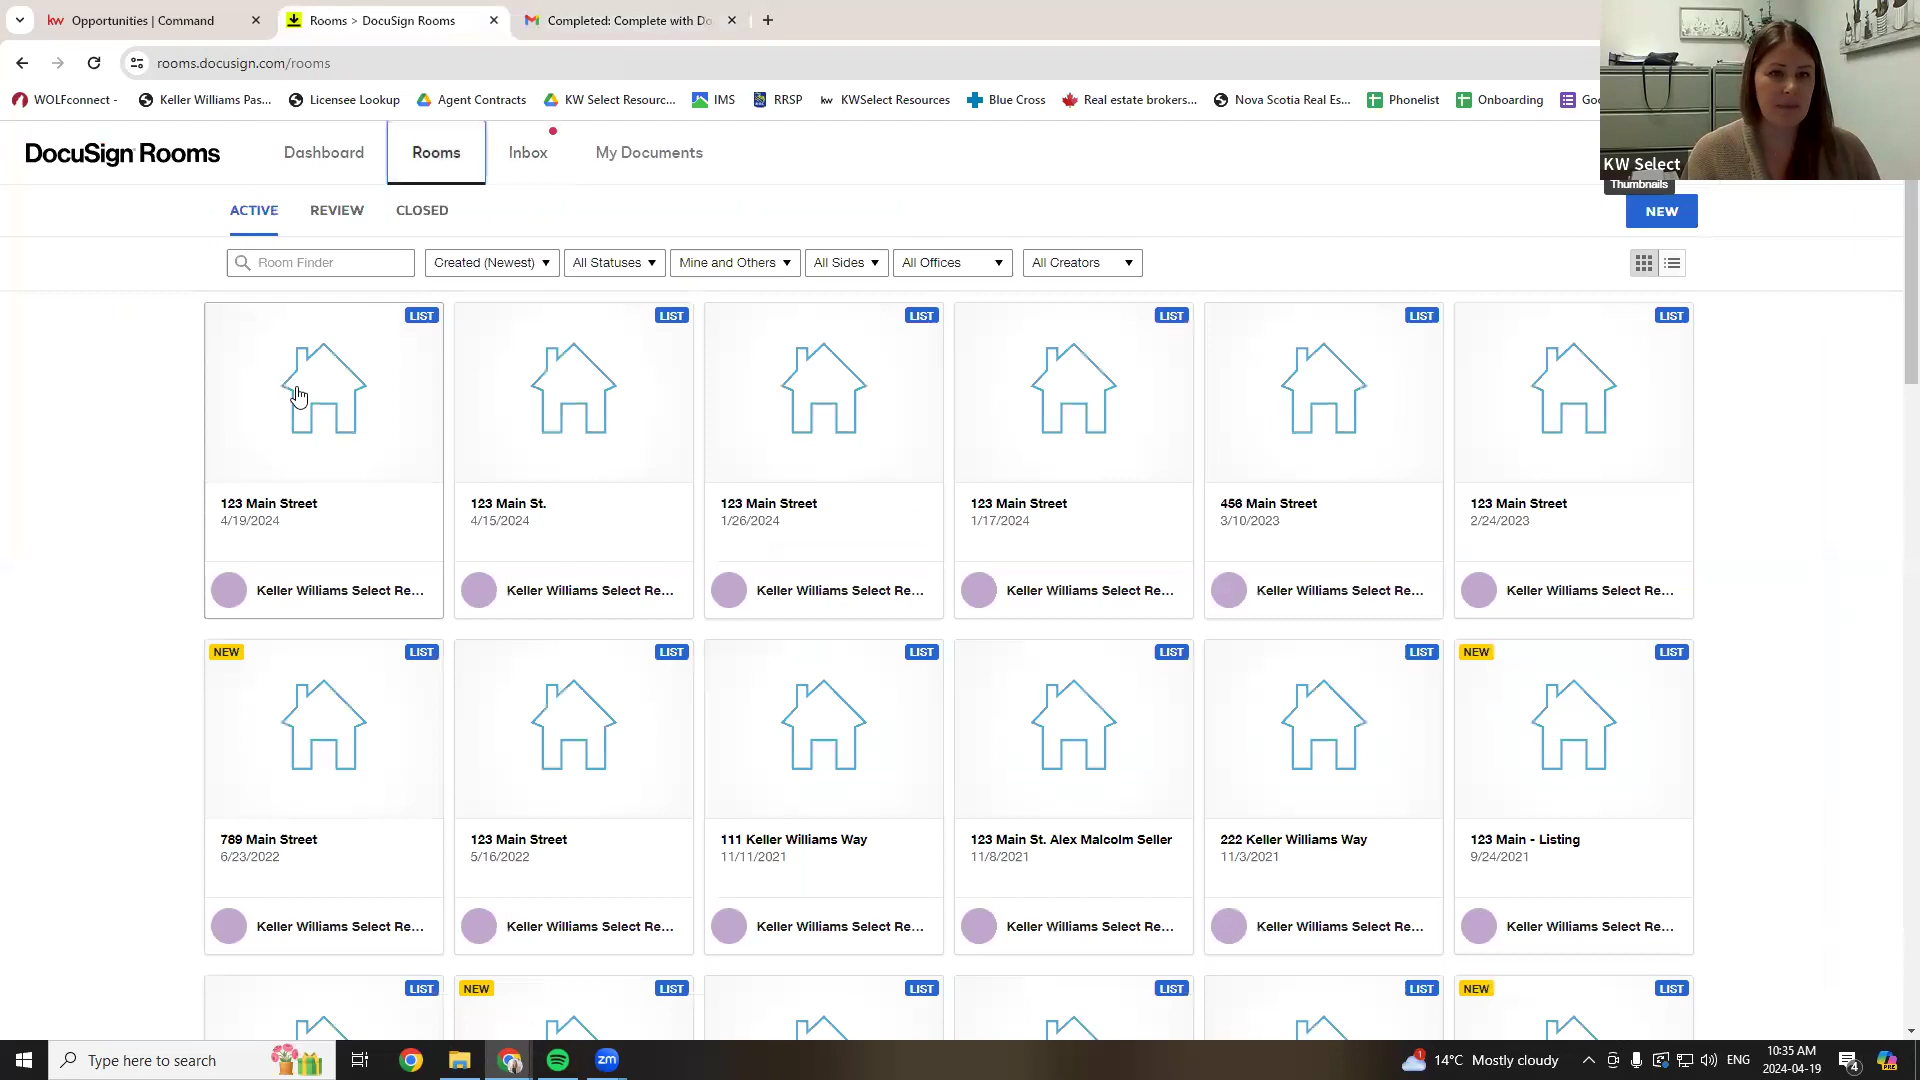 Opportunities | Command
Rooms > DocuSign Rooms
Completed: Complete with Do
rooms.docusign.com/rooms
WOLFconnect -
Keller Williams Pas...
Licensee Lookup
Agent Contracts
KW Select Resourc...
IMS
RRSP
KWSelect Resources
Blue Cross
Real estate brokers...
Nova Scotia Real Es...
Phonelist
Onboarding
Goo
KW Select
Thumbnails
DocuSign Rooms
Dashboard
Rooms
Inbox
My Documents
ACTIVE
REVIEW
CLOSED
NEW
Room Finder
Created (Newest)
All Statuses
Mine and Others
All Sides
All Offices
All Creators
LIST
LIST
LIST
LIST
LIST
LIST
123 Main Street
4/19/2024
123 Main St.
4/15/2024
123 Main Street
1/26/2024
123 Main Street
1/17/2024
456 Main Street
3/10/2023
123 Main Street
2/24/2023
Keller Williams Select Re...
Keller Williams Select Re...
Keller Williams Select Re...
Keller Williams Select Re...
Keller Williams Select Re...
Keller Williams Select Re...
NEW
LIST
LIST
LIST
LIST
LIST
NEW
LIST
789 Main Street
6/23/2022
123 Main Street
5/16/2022
111 Keller Williams Way
11/11/2021
123 Main St. Alex Malcolm Seller
11/8/2021
222 Keller Williams Way
11/3/2021
123 Main - Listing
9/24/2021
Keller Williams Select Re...
Keller Williams Select Re...
Keller Williams Select Re...
Keller Williams Select Re...
Keller Williams Select Re...
Keller Williams Select Re...
LIST
NEW
LIST
LIST
LIST
LIST
NEW
LIST
Type here to search
zm
1
14°C Mostly cloudy
ENG
10:35 AM
2024-04-19
4
PRE